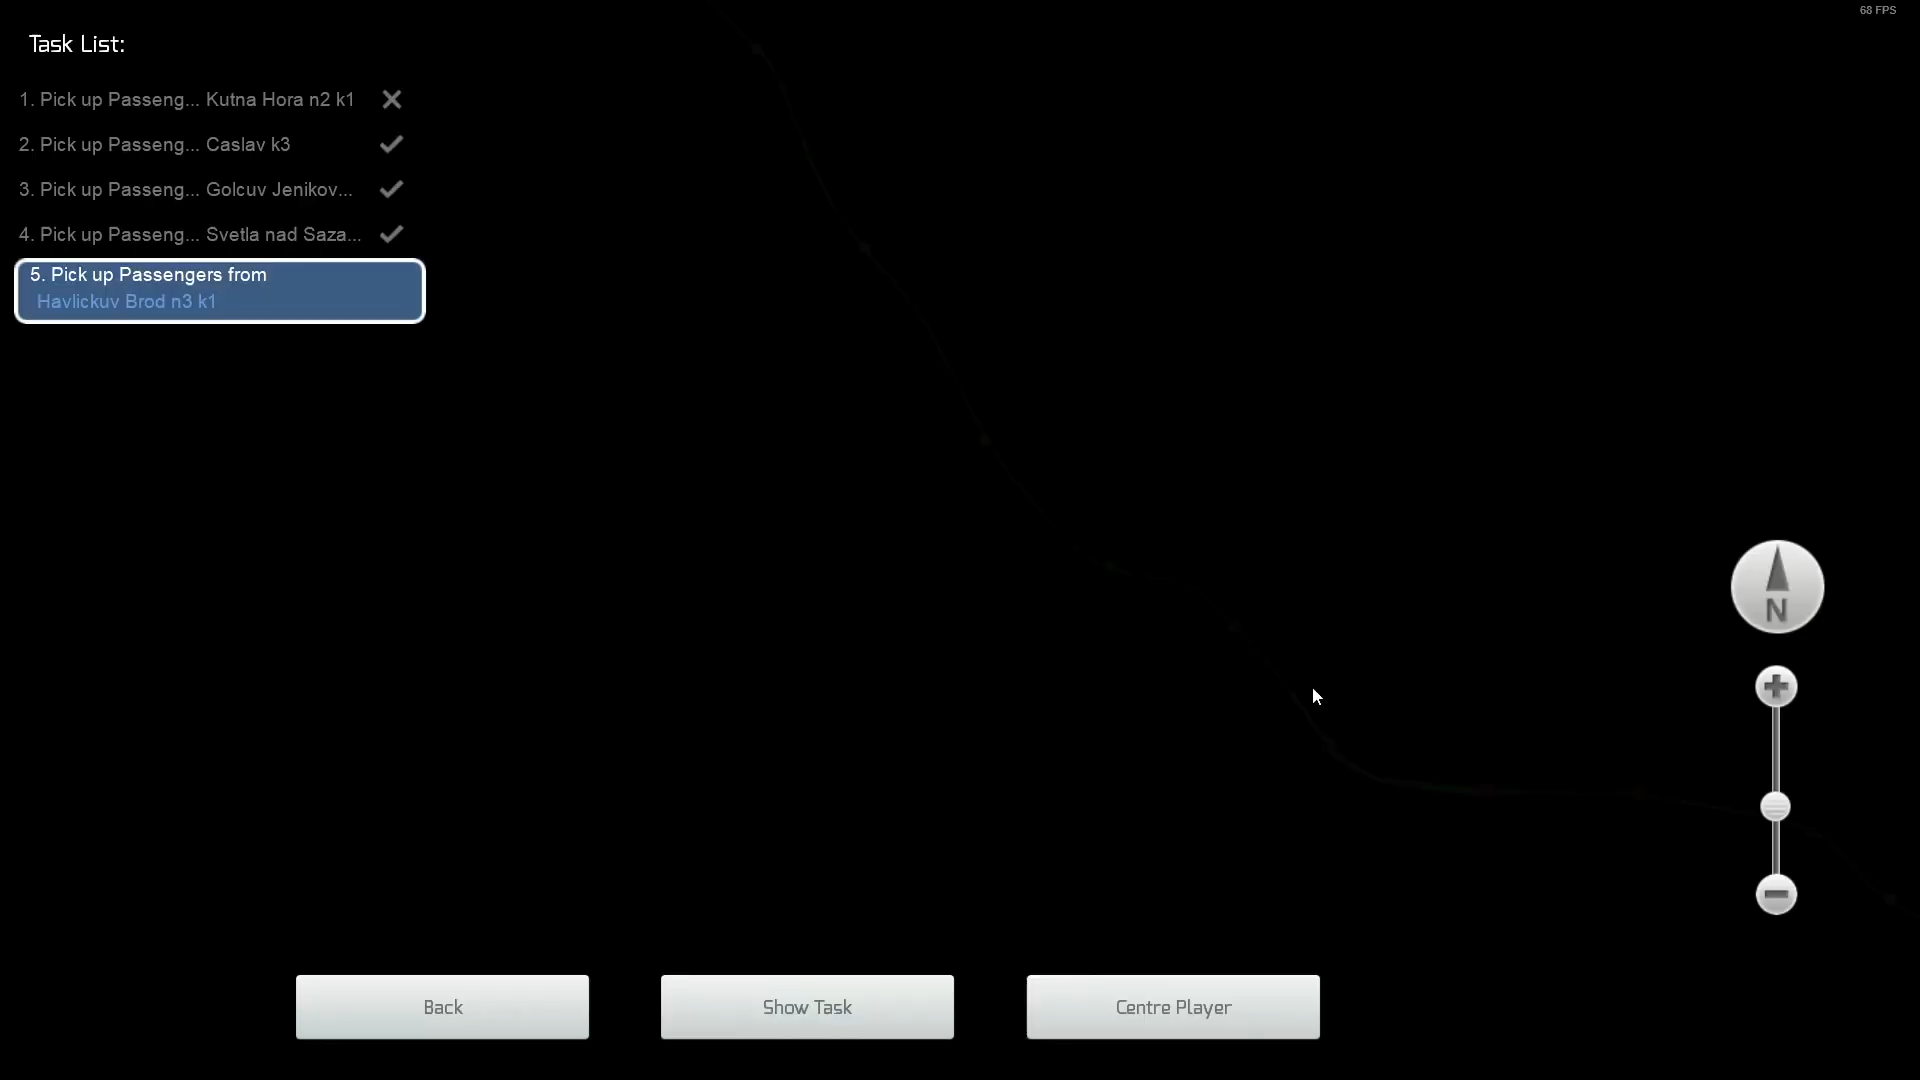 68 FPS
Task List:
1. Pick up Passeng... Kutna Hora n2 k1
2. Pick up Passeng... Caslav k3
3. Pick up Passeng... Golcuv Jenikov...
4. Pick up Passeng... Svetla nad Saza...
5. Pick up Passengers from
Havlickuv Brod n3 k1
N
Back
Show Task
Centre Player